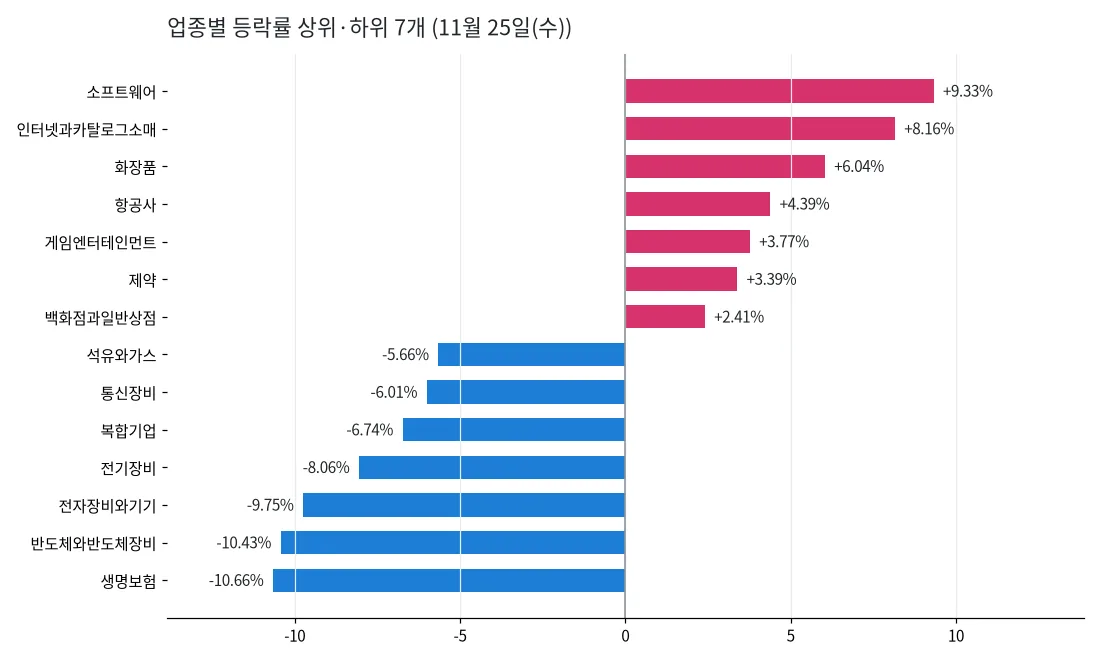 업종별 등락률 상위·하위 7개 (11월 25일(수))
소프트웨어 +9.33%
인터넷과카탈로그소매 +8.16%
화장품 +6.04%
항공사 +4.39%
게임엔터테인먼트 +3.77%
제약 +3.39%
백화점과일반상점 +2.41%
석유와가스 -5.66%
통신장비 -6.01%
복합기업 -6.74%
전기장비 -8.06%
전자장비와기기 -9.75%
반도체와반도체장비 -10.43%
생명보험 -10.66%
-10 -5 0 5 10